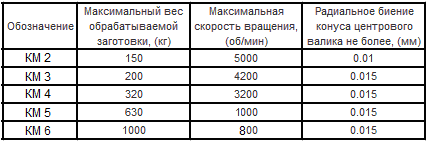 Обозначение
Максимальный вес
обрабатываемой
заготовки, (кг)
Максимальная
скорость вращения,
(об/мин)
Радиальное биение
конуса центрового
валика не более, (мм)
КМ 2 150 5000 0.01
КМ 3 200 4200 0.015
КМ 4 320 3200 0.015
КМ 5 630 1000 0.015
КМ 6 1000 800 0.015